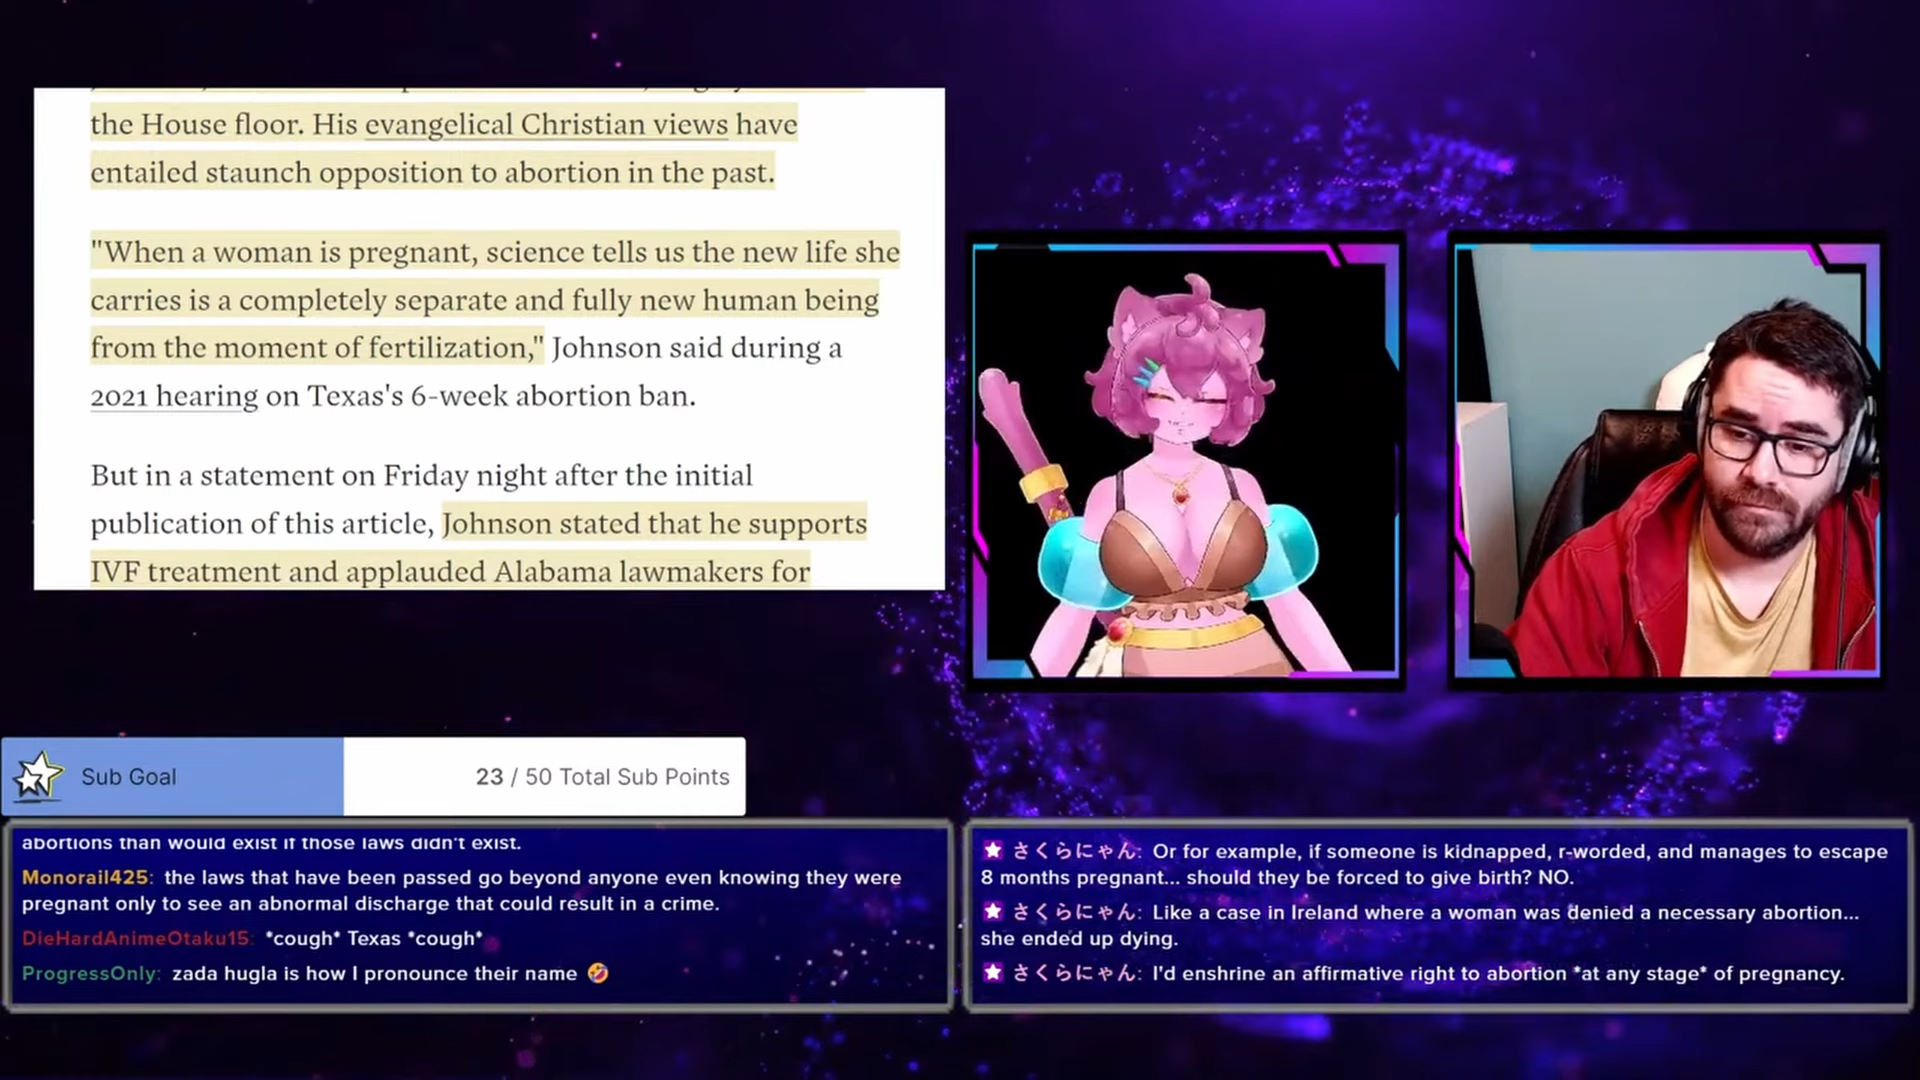 the House floor. His evangelical Christian views have
entailed staunch opposition to abortion in the past.
"When a woman is pregnant, science tells us the new life she
carries is a completely separate and fully new human being
from the moment of fertilization," Johnson said during a
2021 hearing on Texas's 6-week abortion ban.
But in a statement on Friday night after the initial
publication of this article, Johnson stated that he supports
IVF treatment and applauded Alabama lawmakers for
Sub Goal
23 / 50 Total Sub Points
abortions than would exist if those laws didn't exist.
Monorail425: the laws that have been passed go beyond anyone even knowing they were
pregnant only to see an abnormal discharge that could result in a crime.
DieHardAnimeOtaku15: *cough* Texas *cough*
ProgressOnly: zada hugla is how I pronounce their name 🤣
さくらにゃん: Or for example, if someone is kidnapped, r-worded, and manages to escape
8 months pregnant... should they be forced to give birth? NO.
さくらにゃん: Like a case in Ireland where a woman was denied a necessary abortion...
she ended up dying.
さくらにゃん: I'd enshrine an affirmative right to abortion *at any stage* of pregnancy.